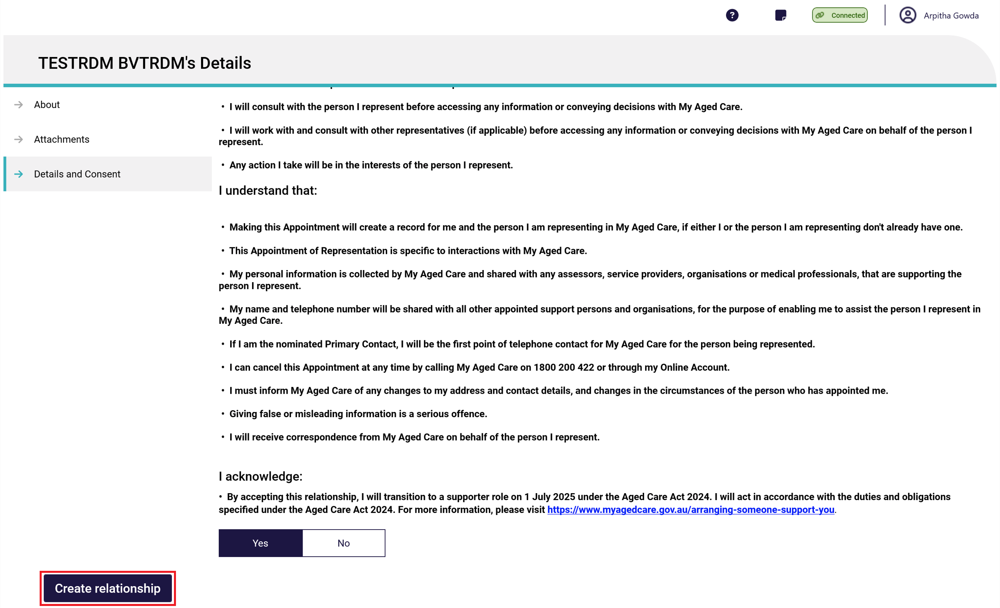 Connected
Arpitha Gowda
TESTRDM BVTRDM's Details
About
Attachments
Details and Consent
• I will consult with the person I represent before accessing any information or conveying decisions with My Aged Care.
• I will work with and consult with other representatives (if applicable) before accessing any information or conveying decisions with My Aged Care on behalf of the person I
represent.
• Any action I take will be in the interests of the person I represent.
I understand that:
• Making this Appointment will create a record for me and the person I am representing in My Aged Care, if either I or the person I am representing don't already have one.
• This Appointment of Representation is specific to interactions with My Aged Care.
• My personal information is collected by My Aged Care and shared with any assessors, service providers, organisations or medical professionals, that are supporting the
person I represent.
• My name and telephone number will be shared with all other appointed support persons and organisations, for the purpose of enabling me to assist the person I represent in
My Aged Care.
• If I am the nominated Primary Contact, I will be the first point of telephone contact for My Aged Care for the person being represented.
• I can cancel this Appointment at any time by calling My Aged Care on 1800 200 422 or through my Online Account.
• I must inform My Aged Care of any changes to my address and contact details, and changes in the circumstances of the person who has appointed me.
• Giving false or misleading information is a serious offence.
• I will receive correspondence from My Aged Care on behalf of the person I represent.
I acknowledge:
• By accepting this relationship, I will transition to a supporter role on 1 July 2025 under the Aged Care Act 2024. I will act in accordance with the duties and obligations
specified under the Aged Care Act 2024. For more information, please visit https://www.myagedcare.gov.au/arranging-someone-support-you.
Yes
No
Create relationship